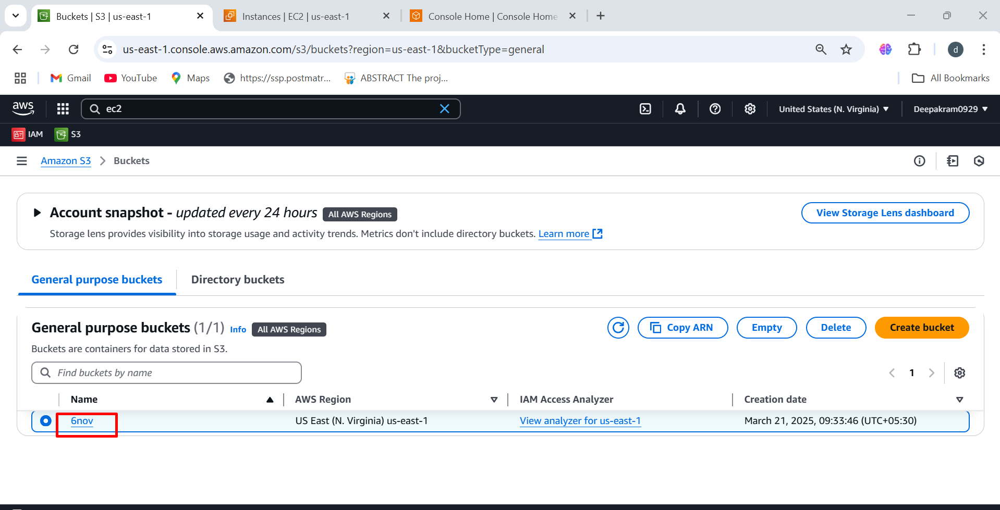 Buckets | S3 | us-east-1
Instances | EC2 | us-east-1
Console Home | Console Home
us-east-1.console.aws.amazon.com/s3/buckets?region=us-east-1&bucketType=general
d
Gmail
YouTube
Maps
https://ssp.postmatr...
ABSTRACT The proj...
All Bookmarks
aws
ec2
United States (N. Virginia)
Deepakram0929
IAM
S3
Amazon S3
Buckets
Account snapshot - updated every 24 hours All AWS Regions
View Storage Lens dashboard
Storage lens provides visibility into storage usage and activity trends. Metrics don't include directory buckets. Learn more
General purpose buckets
Directory buckets
General purpose buckets (1/1) Info All AWS Regions
Copy ARN
Empty
Delete
Create bucket
Buckets are containers for data stored in S3.
Find buckets by name
1
Name
AWS Region
IAM Access Analyzer
Creation date
6nov
US East (N. Virginia) us-east-1
View analyzer for us-east-1
March 21, 2025, 09:33:46 (UTC+05:30)